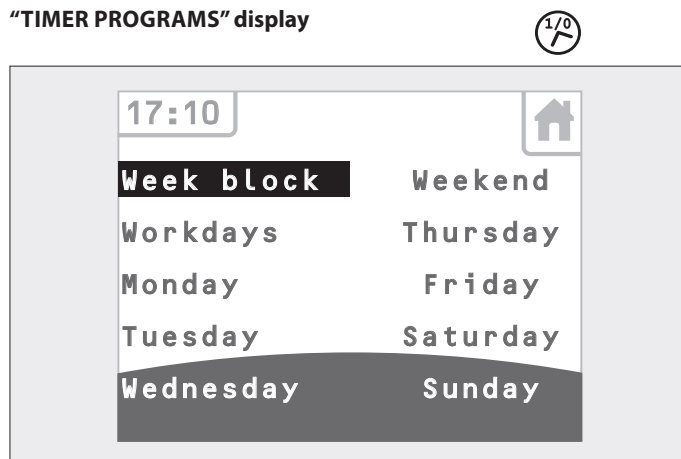 “TIMER PROGRAMS” display
1/0
17:10
Week block Weekend
Workdays Thursday
Monday Friday
Tuesday Saturday
Wednesday Sunday